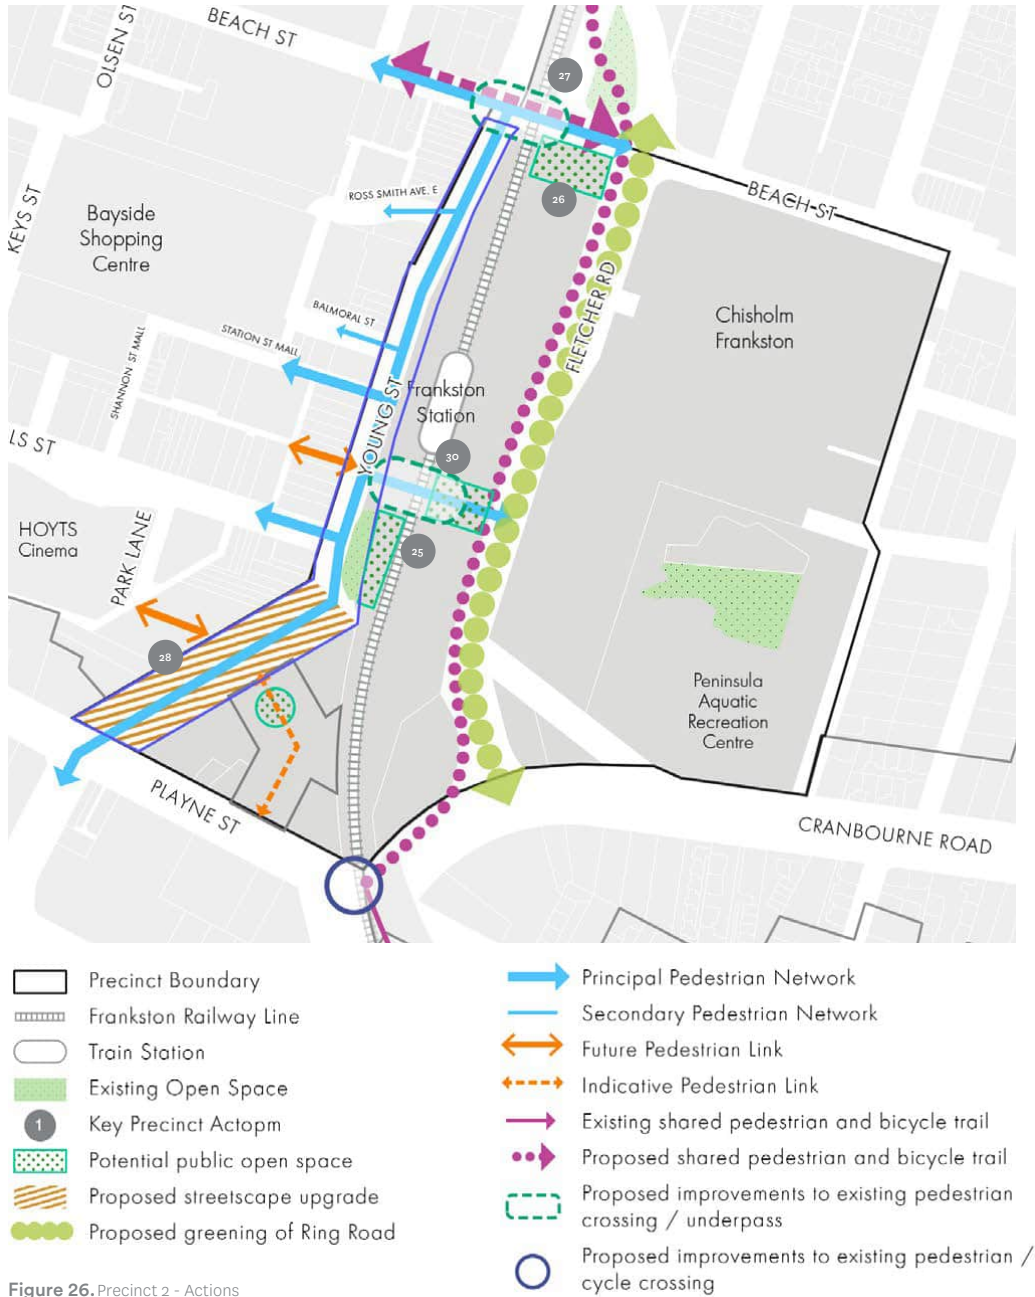 BEACH ST
OLSEN ST
27
ROSS SMITH AVE. E
26
BEACH ST
KEYS ST
Bayside
Shopping
Centre
FLETCHER RD
BALMORAL ST
Chisholm
Frankston
STATION ST MALL
SHANNON ST MALL
YOUNG ST
Frankston
Station
LS ST
30
HOYTS
Cinema
PARK LANE
25
28
Peninsula
Aquatic
Recreation
Centre
PLAYNE ST
CRANBOURNE ROAD
Precinct Boundary
Frankston Railway Line
Train Station
Existing Open Space
1
Key Precinct Actopm
Potential public open space
Proposed streetscape upgrade
Proposed greening of Ring Road
Principal Pedestrian Network
Secondary Pedestrian Network
Future Pedestrian Link
Indicative Pedestrian Link
Existing shared pedestrian and bicycle trail
Proposed shared pedestrian and bicycle trail
Proposed improvements to existing pedestrian
crossing / underpass
Proposed improvements to existing pedestrian /
cycle crossing
Figure 26. Precinct 2 - Actions